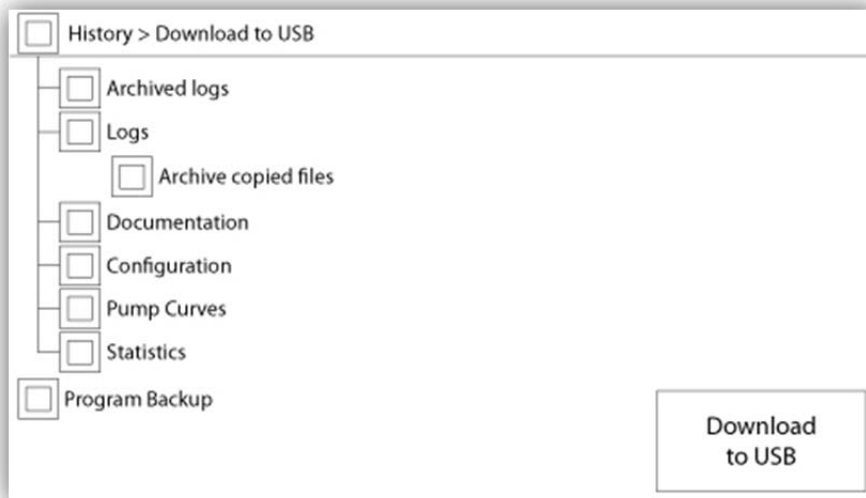 History > Download to USB
Archived logs
Logs
Archive copied files
Documentation
Configuration
Pump Curves
Statistics
Program Backup
Download
to USB